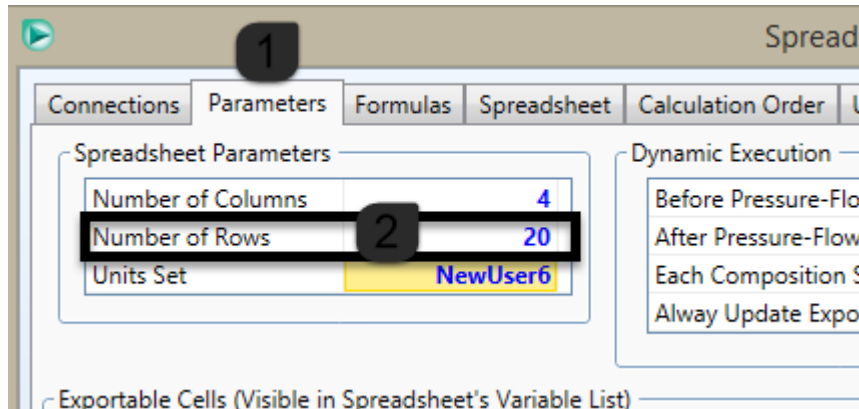 Spread
1
Connections Parameters Formulas Spreadsheet Calculation Order
Spreadsheet Parameters
Number of Columns 4
Number of Rows 2 20
Units Set NewUser6
Dynamic Execution
Before Pressure-Flo
After Pressure-Flow
Each Composition S
Alway Update Expo
Exportable Cells (Visible in Spreadsheet's Variable List)